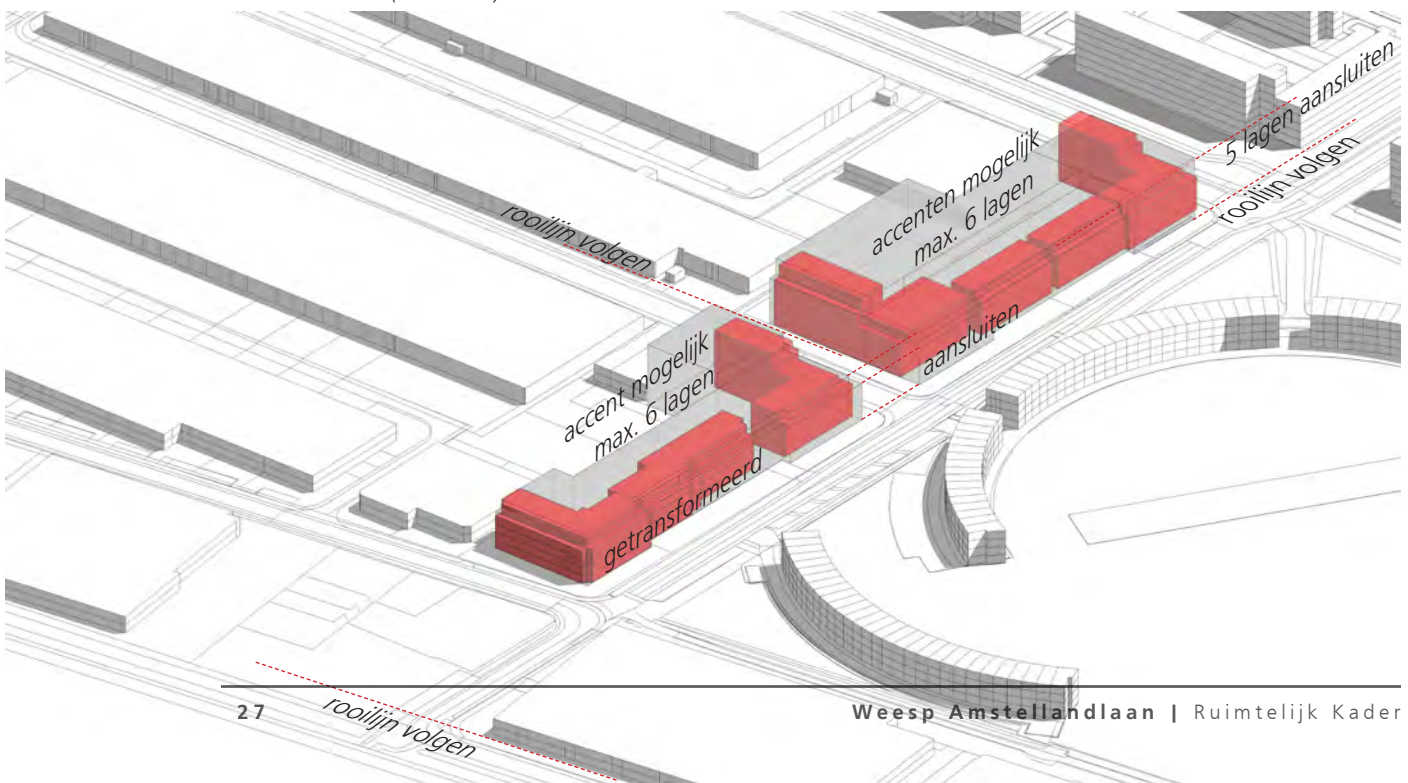 5 lagen aansluiten
rooilijn volgen
accenten mogelijk
max. 6 lagen
rooilijn volgen
aansluiten
accent mogelijk
max. 6 lagen
getransformeerd
rooilijn volgen
27
Weesp Amstellandlaan | Ruimtelijk Kader